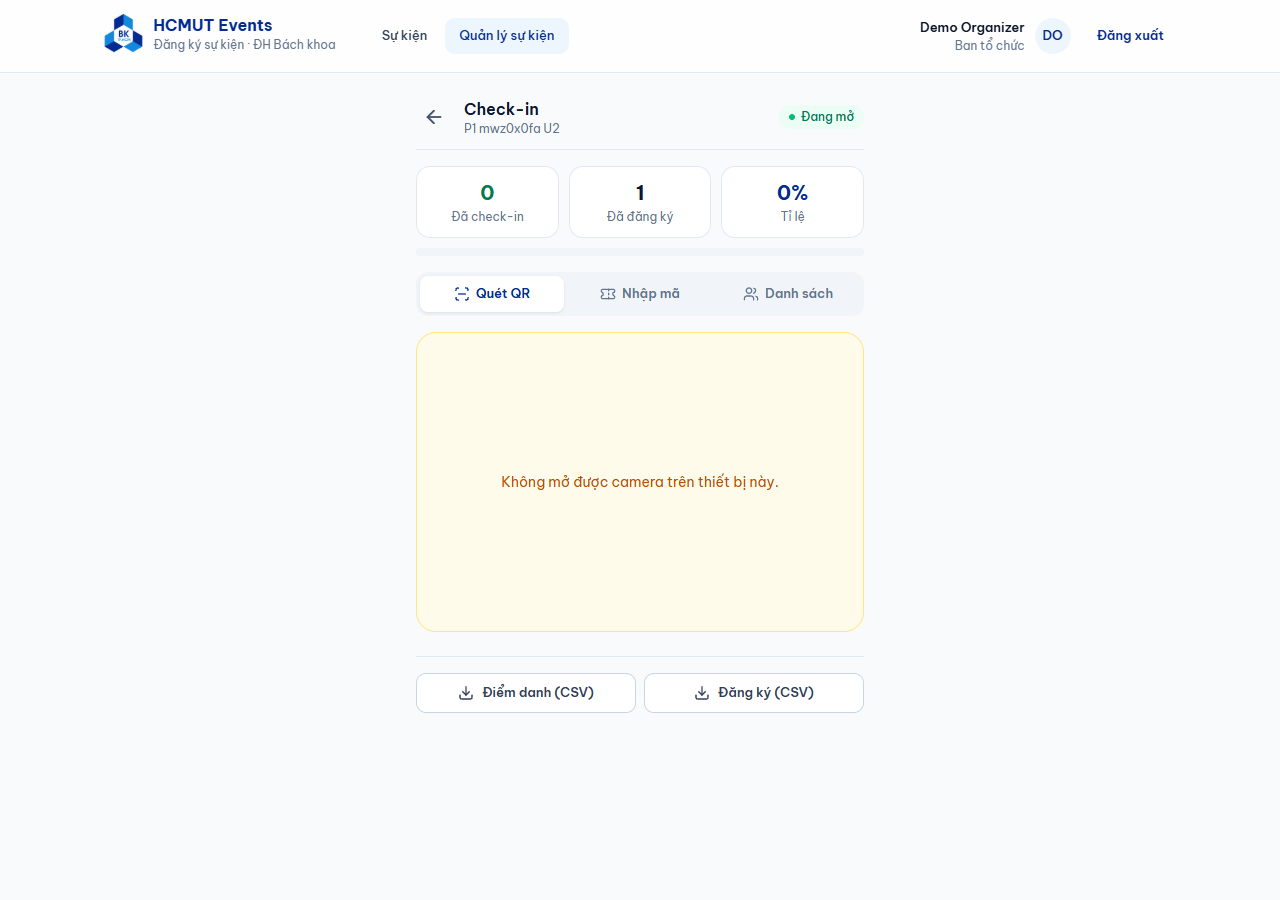 BK
HCMUT Events
Đăng ký sự kiện · ĐH Bách khoa
Sự kiện
Quản lý sự kiện
Demo Organizer
Ban tổ chức
DO
Đăng xuất
Check-in
P1 mwz0x0fa U2
Đang mở
0
Đã check-in
1
Đã đăng ký
0%
Tỉ lệ
Quét QR
Nhập mã
Danh sách
Không mở được camera trên thiết bị này.
Điểm danh (CSV)
Đăng ký (CSV)